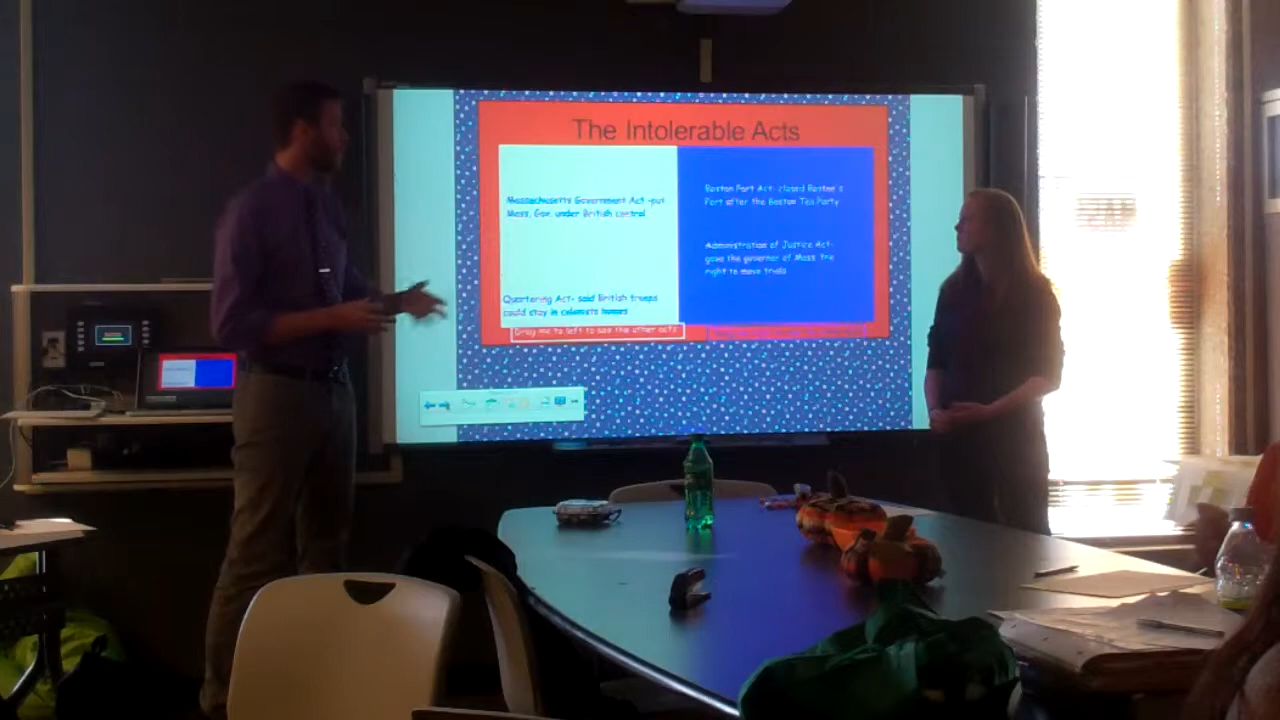 The Intolerable Acts
Massachusetts Government Act -put
Mass. Gov. under British control
Quartering Act- said British troops
could stay in colonists homes
Boston Port Act- closed Boston's
Port after the Boston Tea Party
Administration of Justice Act-
gave the governor of Mass. the
right to move trials
Drag me to left to see the other acts